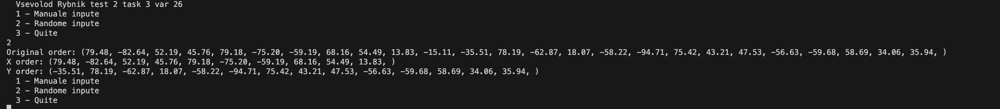 Vsevolod Rybnik test 2 task 3 var 26
1 - Manuale inpute
2 - Randome inpute
3 - Quite
2
Original order: (79.48, -82.64, 52.19, 45.76, 79.18, -75.20, -59.19, 68.16, 54.49, 13.83, -15.11, -35.51, 78.19, -62.87, 18.07, -58.22, -94.71, 75.42, 43.21, 47.53, -56.63, -59.68, 58.69, 34.06, 35.94, )
X order: (79.48, -82.64, 52.19, 45.76, 79.18, -75.20, -59.19, 68.16, 54.49, 13.83, )
Y order: (-35.51, 78.19, -62.87, 18.07, -58.22, -94.71, 75.42, 43.21, 47.53, -56.63, -59.68, 58.69, 34.06, 35.94, )
1 - Manuale inpute
2 - Randome inpute
3 - Quite